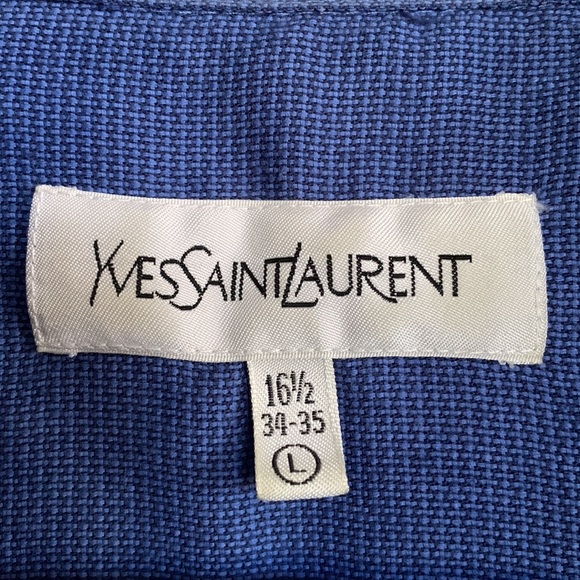 YVESSAINTLAURENT
16½
34-35
L